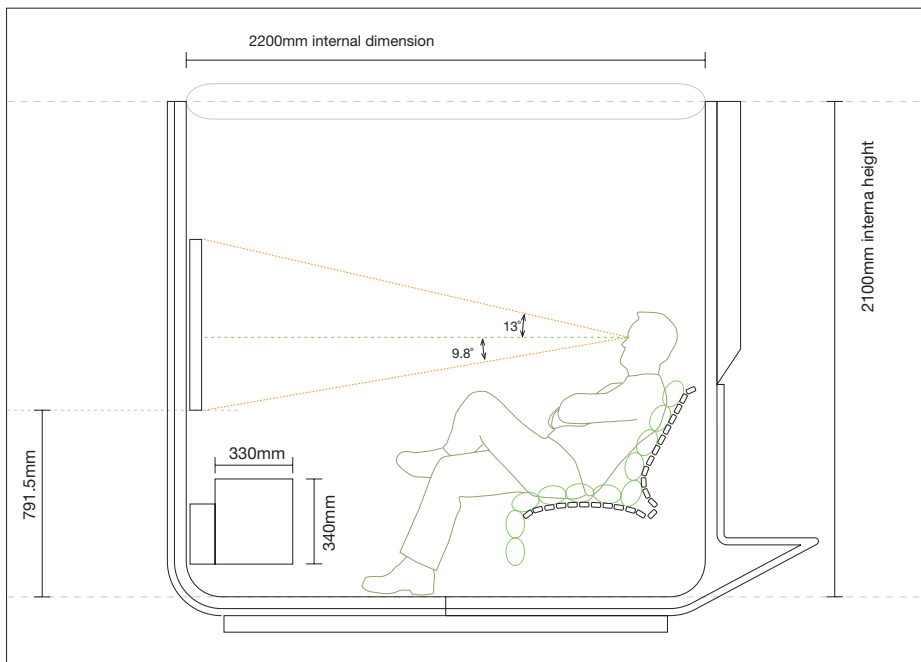 2200mm internal dimension
2100mm interna height
13°
9.8°
330mm
340mm
791.5mm